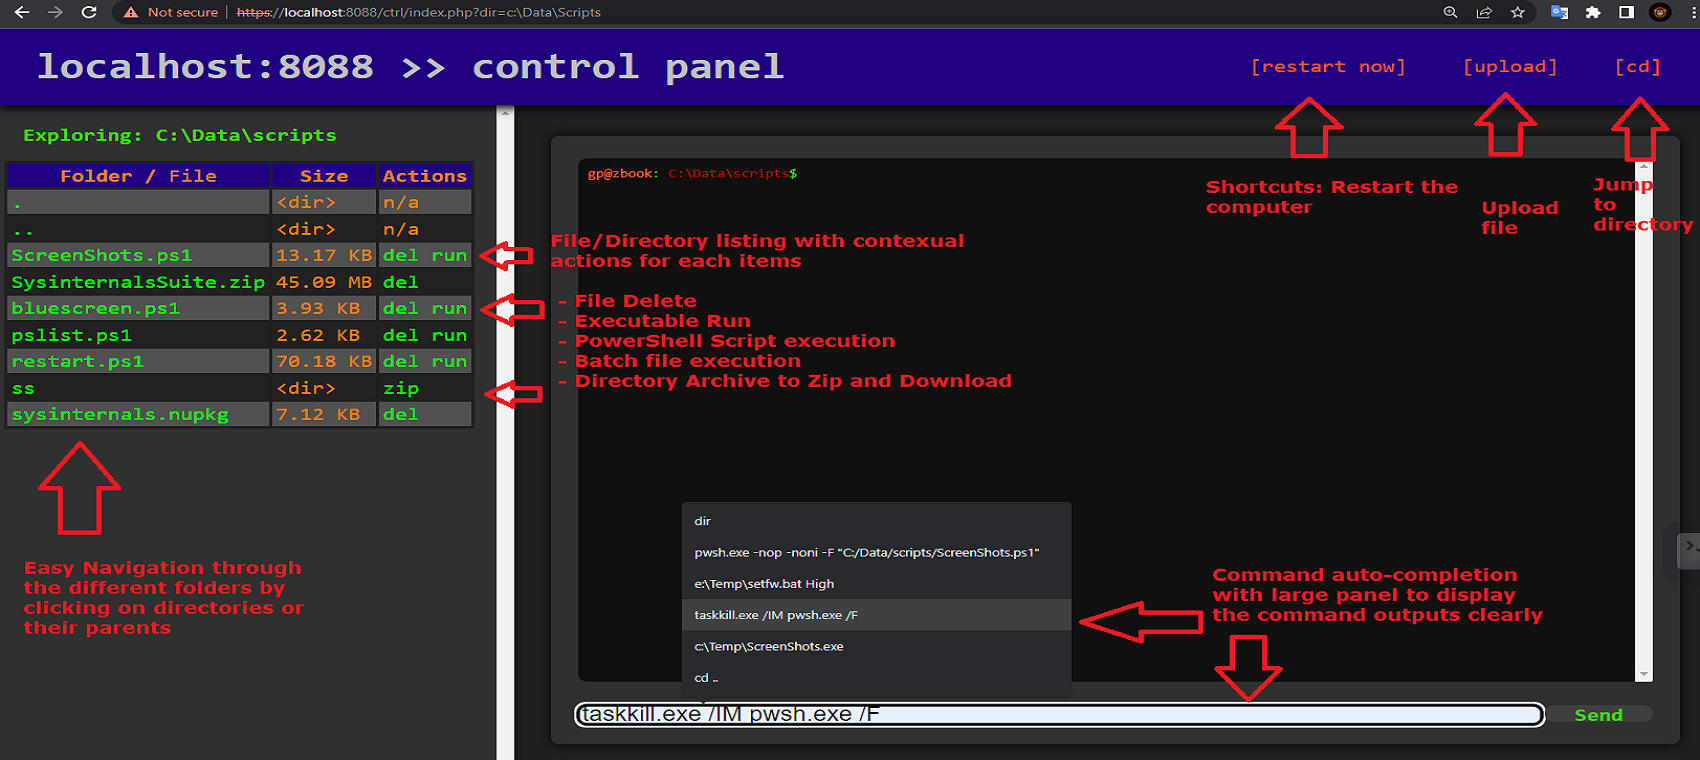 Not secure | https://localhost:8088/ctrl/index.php?dir=c:\Data\Scripts
localhost:8088 >> control panel
[restart now] [upload] [cd]
Exploring: C:\Data\scripts
Folder / File Size Actions
. <dir> n/a
.. <dir> n/a
ScreenShots.ps1 13.17 KB del run
SysinternalsSuite.zip 45.09 MB del
bluescreen.ps1 3.93 KB del run
pslist.ps1 2.62 KB del run
restart.ps1 70.18 KB del run
ss <dir> zip
sysinternals.nupkg 7.12 KB del
Easy Navigation through
the different folders by
clicking on directories or
their parents
gp@zbook: C:\Data\scripts$
Shortcuts: Restart the
computer
Upload
file
Jump
to
directory
File/Directory listing with contexual
actions for each items
- File Delete
- Executable Run
- PowerShell Script execution
- Batch file execution
- Directory Archive to Zip and Download
dir
pwsh.exe -nop -noni -F "C:/Data/scripts/ScreenShots.ps1"
e:\Temp\setfw.bat High
taskkill.exe /IM pwsh.exe /F
c:\Temp\ScreenShots.exe
cd ..
Command auto-completion
with large panel to display
the command outputs clearly
taskkill.exe /IM pwsh.exe /F
Send